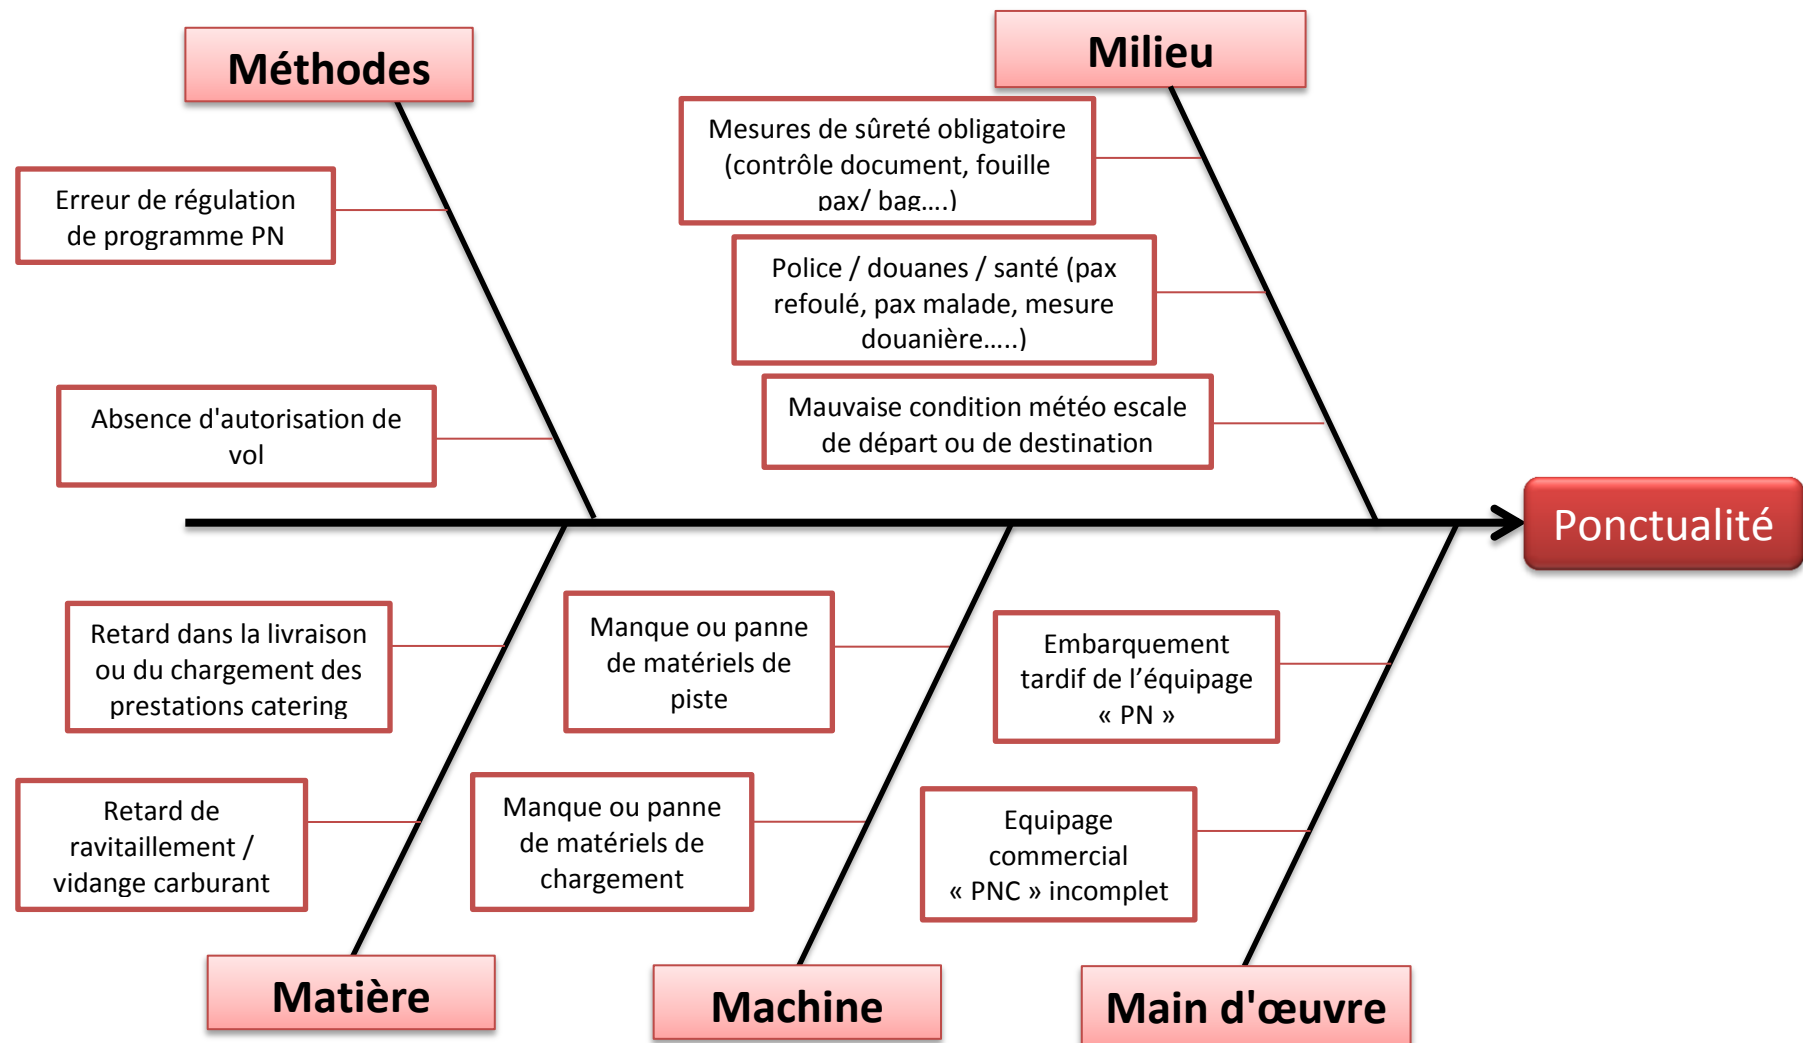 Méthodes
Milieu
Mesures de sûreté obligatoire
(contrôle document, fouille
pax/ bag....)
Erreur de régulation
de programme PN
Police / douanes / santé (pax
refoulé, pax malade, mesure
douanière.....)
Absence d'autorisation de
vol
Mauvaise condition météo escale
de départ ou de destination
Ponctualité
Retard dans la livraison
ou du chargement des
prestations catering
Manque ou panne
de matériels de
piste
Embarquement
tardif de l’équipage
« PN »
Retard de
ravitaillement /
vidange carburant
Manque ou panne
de matériels de
chargement
Equipage
commercial
« PNC » incomplet
Matière
Machine
Main d'œuvre